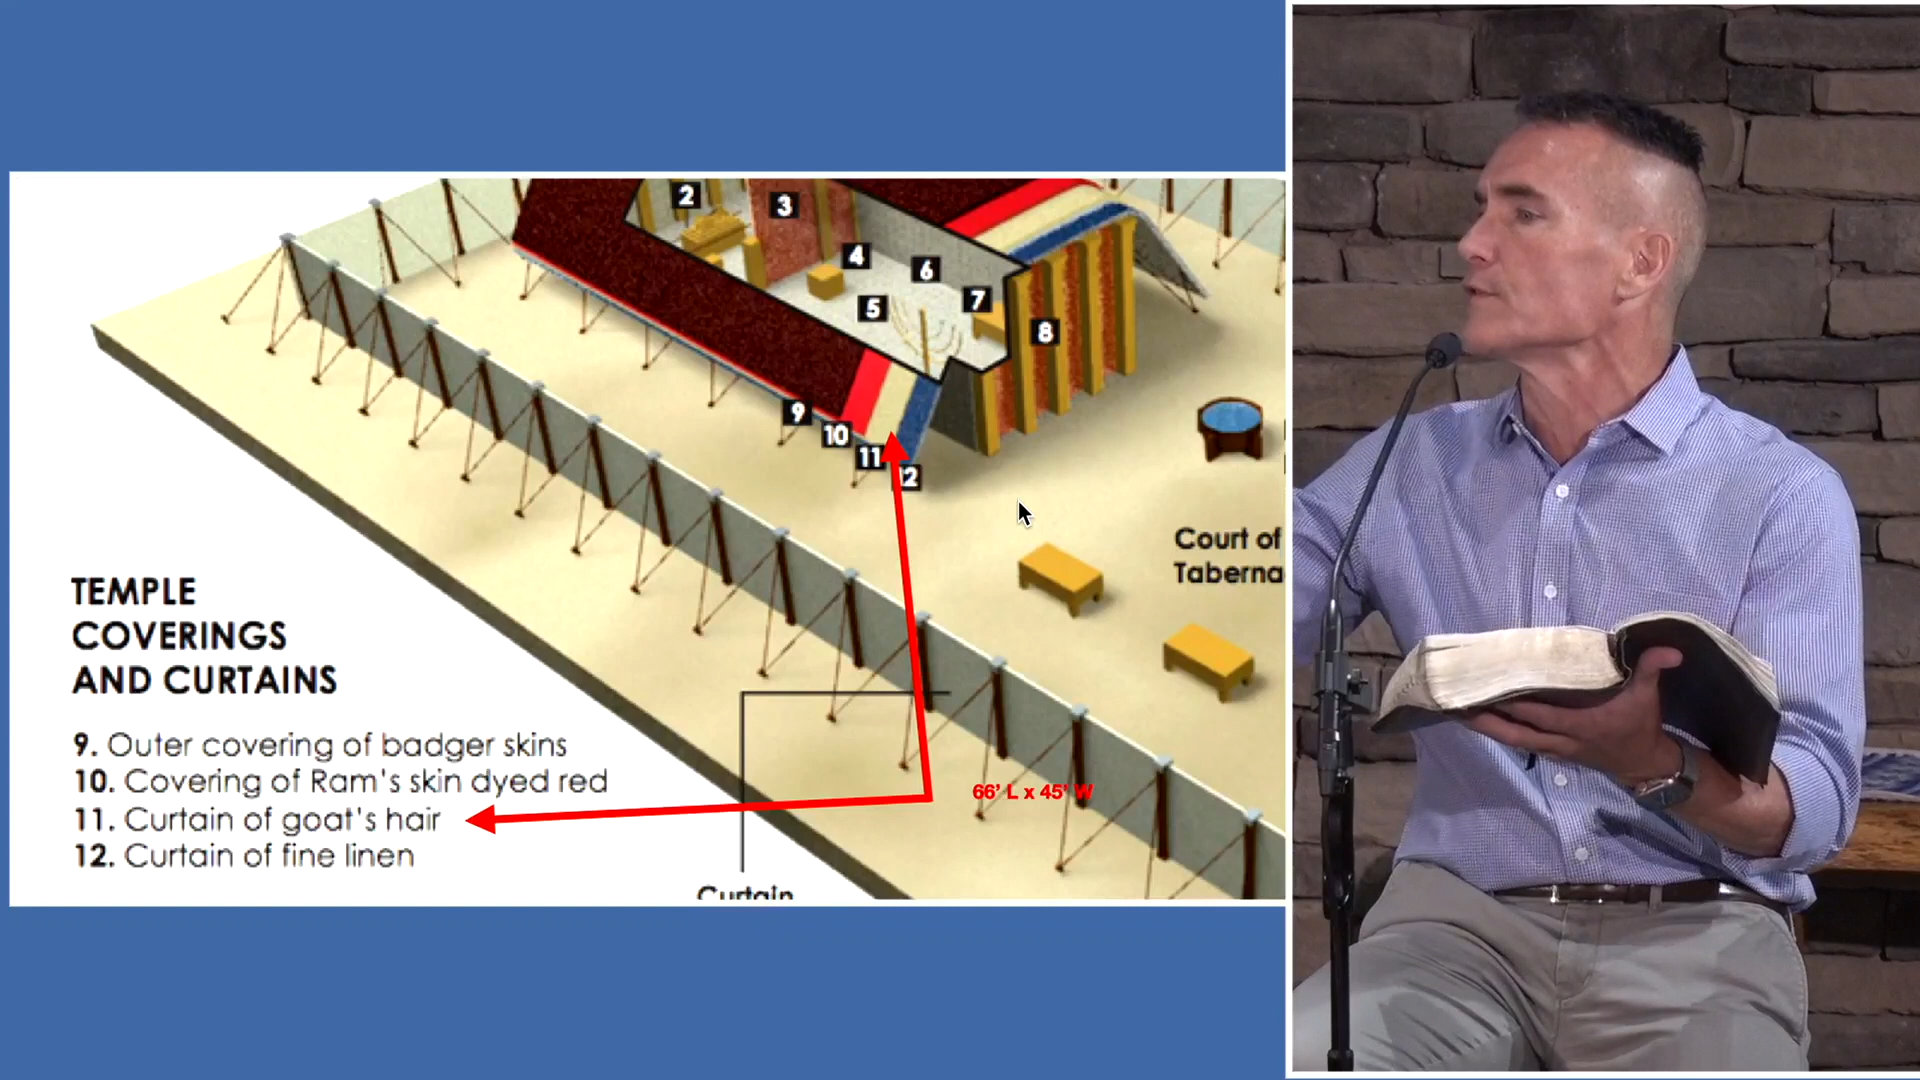 2
3
4
6
7
5
8
9
10
11
12
Court of
Taberna
TEMPLE
COVERINGS
AND CURTAINS
9. Outer covering of badger skins
10. Covering of Ram's skin dyed red
66' L x 45' W
11. Curtain of goat's hair
12. Curtain of fine linen
Curtain